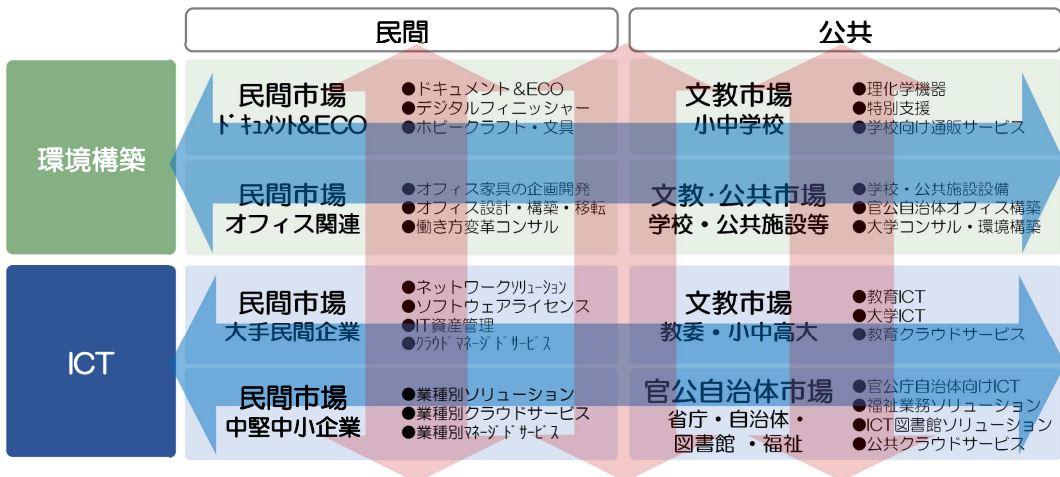 民間
公共
環境構築
民間市場
ﾄﾞｷｭﾒﾝﾄ&ECO
●ドキュメント&ECO
●デジタルフィニッシャー
●ホビークラフト・文具
文教市場
小中学校
●理化学機器
●特別支援
●学校向け通販サービス
民間市場
オフィス関連
●オフィス家具の企画開発
●オフィス設計・構築・移転
●働き方変革コンサル
文教･公共市場
学校・公共施設等
●学校・公共施設設備
●官公自治体オフィス構築
●大学コンサル・環境構築
ICT
民間市場
大手民間企業
●ネットワークソリューション
●ソフトウェアライセンス
●IT資産管理
●ｸﾗｳﾄﾞﾏﾈｰｼﾞﾄﾞｻｰﾋﾞｽ
文教市場
教委・小中高大
●教育ICT
●大学ICT
●教育クラウドサービス
民間市場
中堅中小企業
●業種別ソリューション
●業種別クラウドサービス
●業種別ﾏﾈｰｼﾞﾄﾞｻｰﾋﾞｽ
官公自治体市場
省庁・自治体・
図書館 ・福祉
●官公庁自治体向けICT
●福祉業務ソリューション
●ICT図書館ソリューション
●公共クラウドサービス